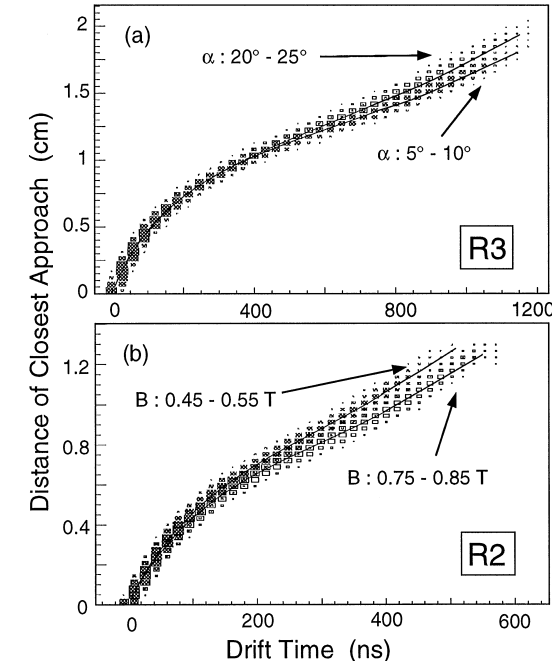 (a)
2
α : 20° - 25°
1.5
Distance of Closest Approach (cm)
1
α : 5° - 10°
0.5
R3
0
0 400 800 1200
(b)
1.2
B : 0.45 - 0.55 T
0.8
B : 0.75 - 0.85 T
0.4
R2
0
0 200 400 600
Drift Time (ns)